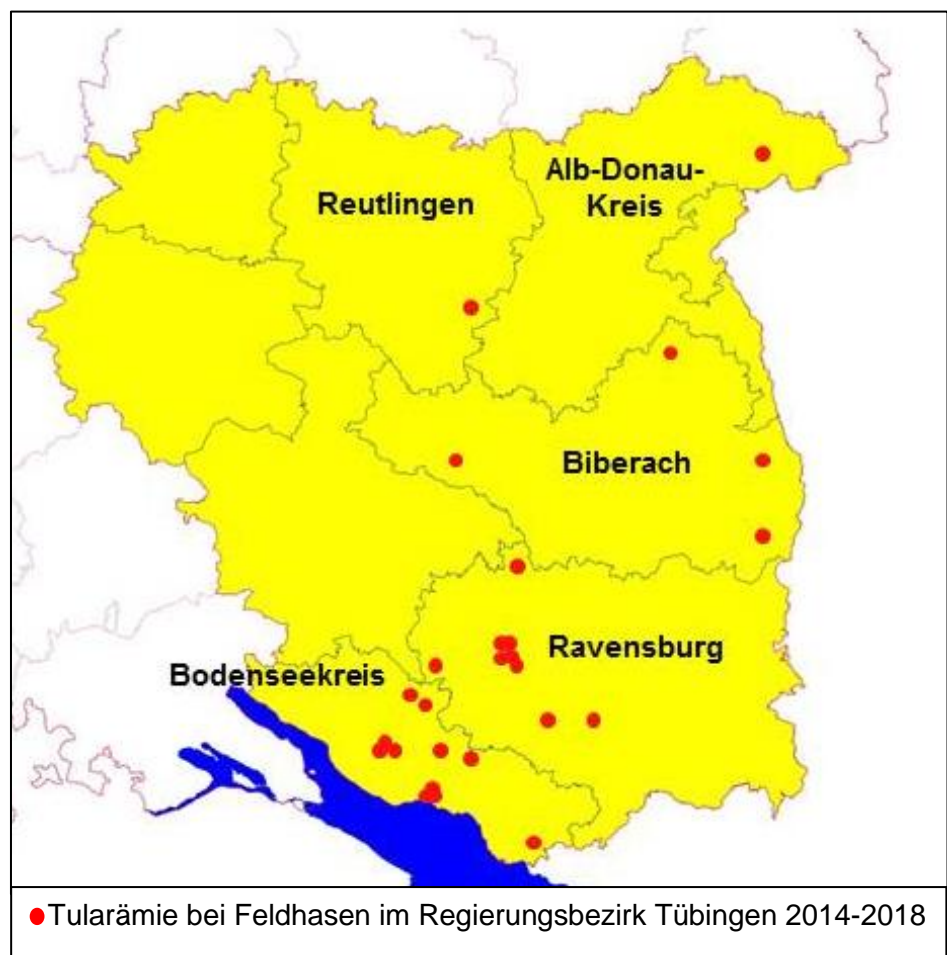 Alb-Donau-
Kreis
Reutlingen
Biberach
Ravensburg
Bodenseekreis
Tularämie bei Feldhasen im Regierungsbezirk Tübingen 2014-2018